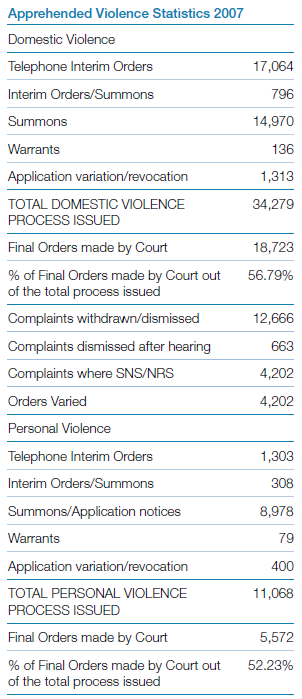 Apprehended Violence Statistics 2007
Domestic Violence
Telephone Interim Orders 17,064
Interim Orders/Summons 796
Summons 14,970
Warrants 136
Application variation/revocation 1,313
TOTAL DOMESTIC VIOLENCE 34,279
PROCESS ISSUED
Final Orders made by Court 18,723
% of Final Orders made by Court out 56.79%
of the total process issued
Complaints withdrawn/dismissed 12,666
Complaints dismissed after hearing 663
Complaints where SNS/NRS 4,202
Orders Varied 4,202
Personal Violence
Telephone Interim Orders 1,303
Interim Orders/Summons 308
Summons/Application notices 8,978
Warrants 79
Application variation/revocation 400
TOTAL PERSONAL VIOLENCE 11,068
PROCESS ISSUED
Final Orders made by Court 5,572
% of Final Orders made by Court out 52.23%
of the total process issued